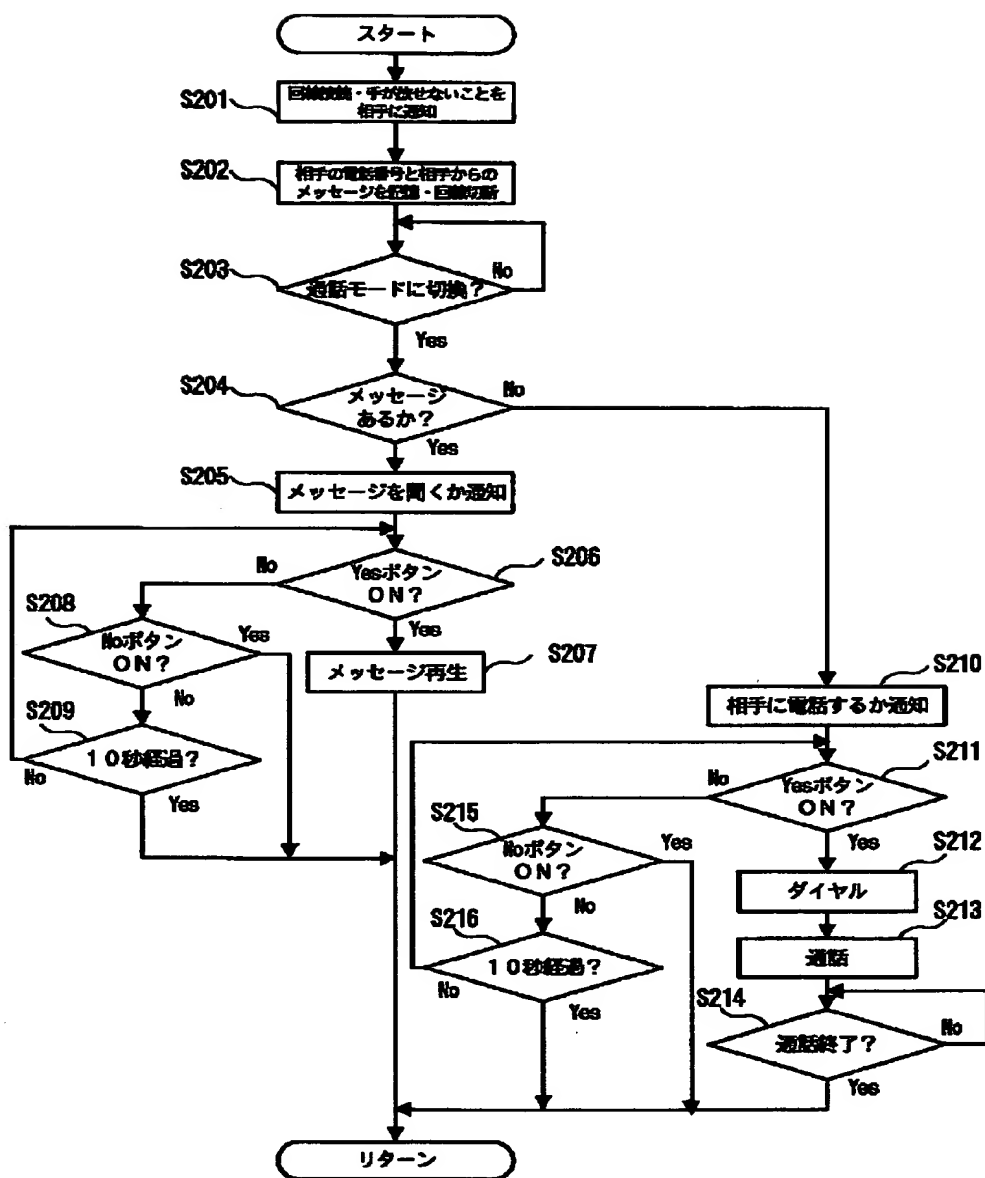 スタート
S201
回線接続・手が放せないことを
相手に通知
S202
相手の電話番号と相手からの
メッセージを記憶・回線切断
S203
通話モードに切換?
No
Yes
S204
メッセージ
あるか?
No
Yes
S205
メッセージを聞くか通知
S206
Yesボタン
ON?
No
Yes
S207
メッセージ再生
S208
Noボタン
ON?
Yes
No
S209
10秒経過?
No
Yes
S210
相手に電話するか通知
S211
Yesボタン
ON?
No
Yes
S212
ダイヤル
S213
通話
S214
通話終了?
No
Yes
S215
Noボタン
ON?
Yes
No
S216
10秒経過?
No
Yes
リターン